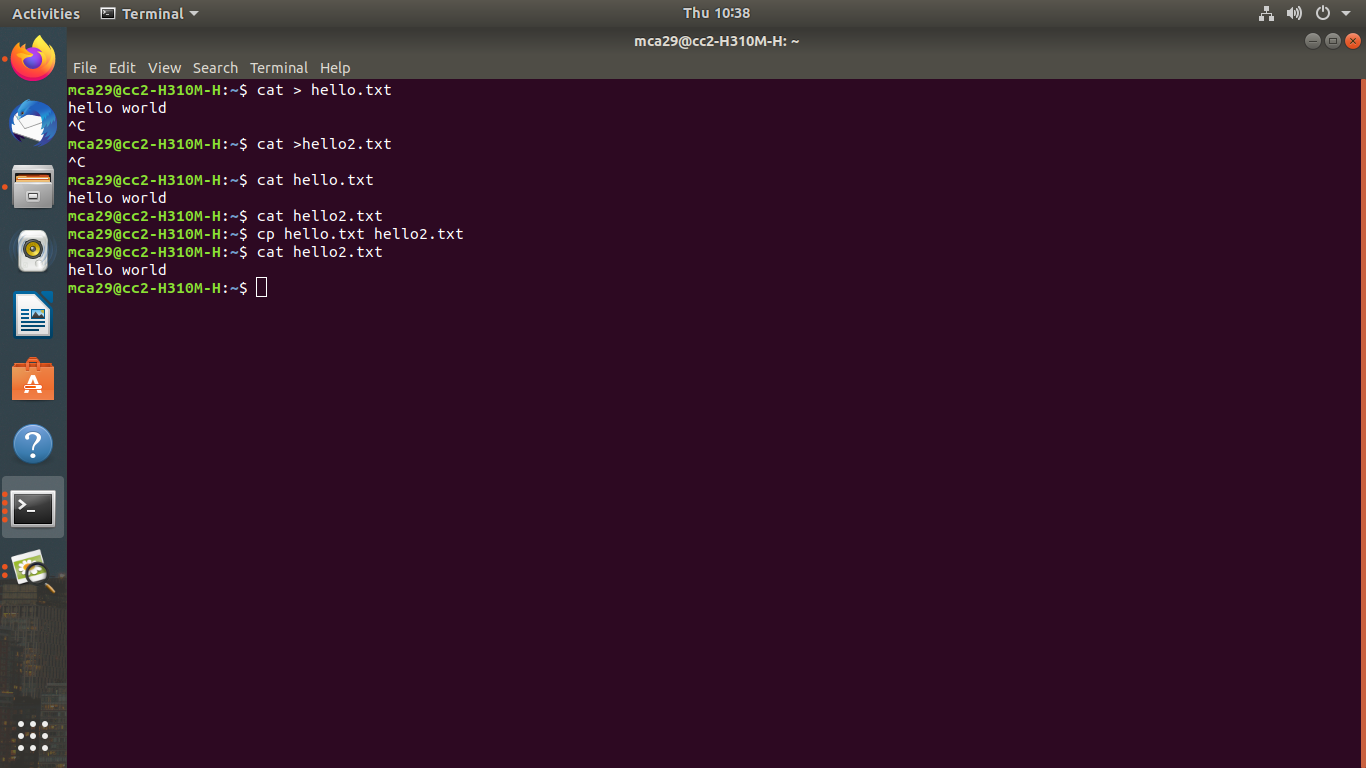 Activities Terminal Thu 10:38
mca29@cc2-H310M-H: ~
File Edit View Search Terminal Help
mca29@cc2-H310M-H:~$ cat > hello.txt
hello world
^C
mca29@cc2-H310M-H:~$ cat >hello2.txt
^C
mca29@cc2-H310M-H:~$ cat hello.txt
hello world
mca29@cc2-H310M-H:~$ cat hello2.txt
mca29@cc2-H310M-H:~$ cp hello.txt hello2.txt
mca29@cc2-H310M-H:~$ cat hello2.txt
hello world
mca29@cc2-H310M-H:~$